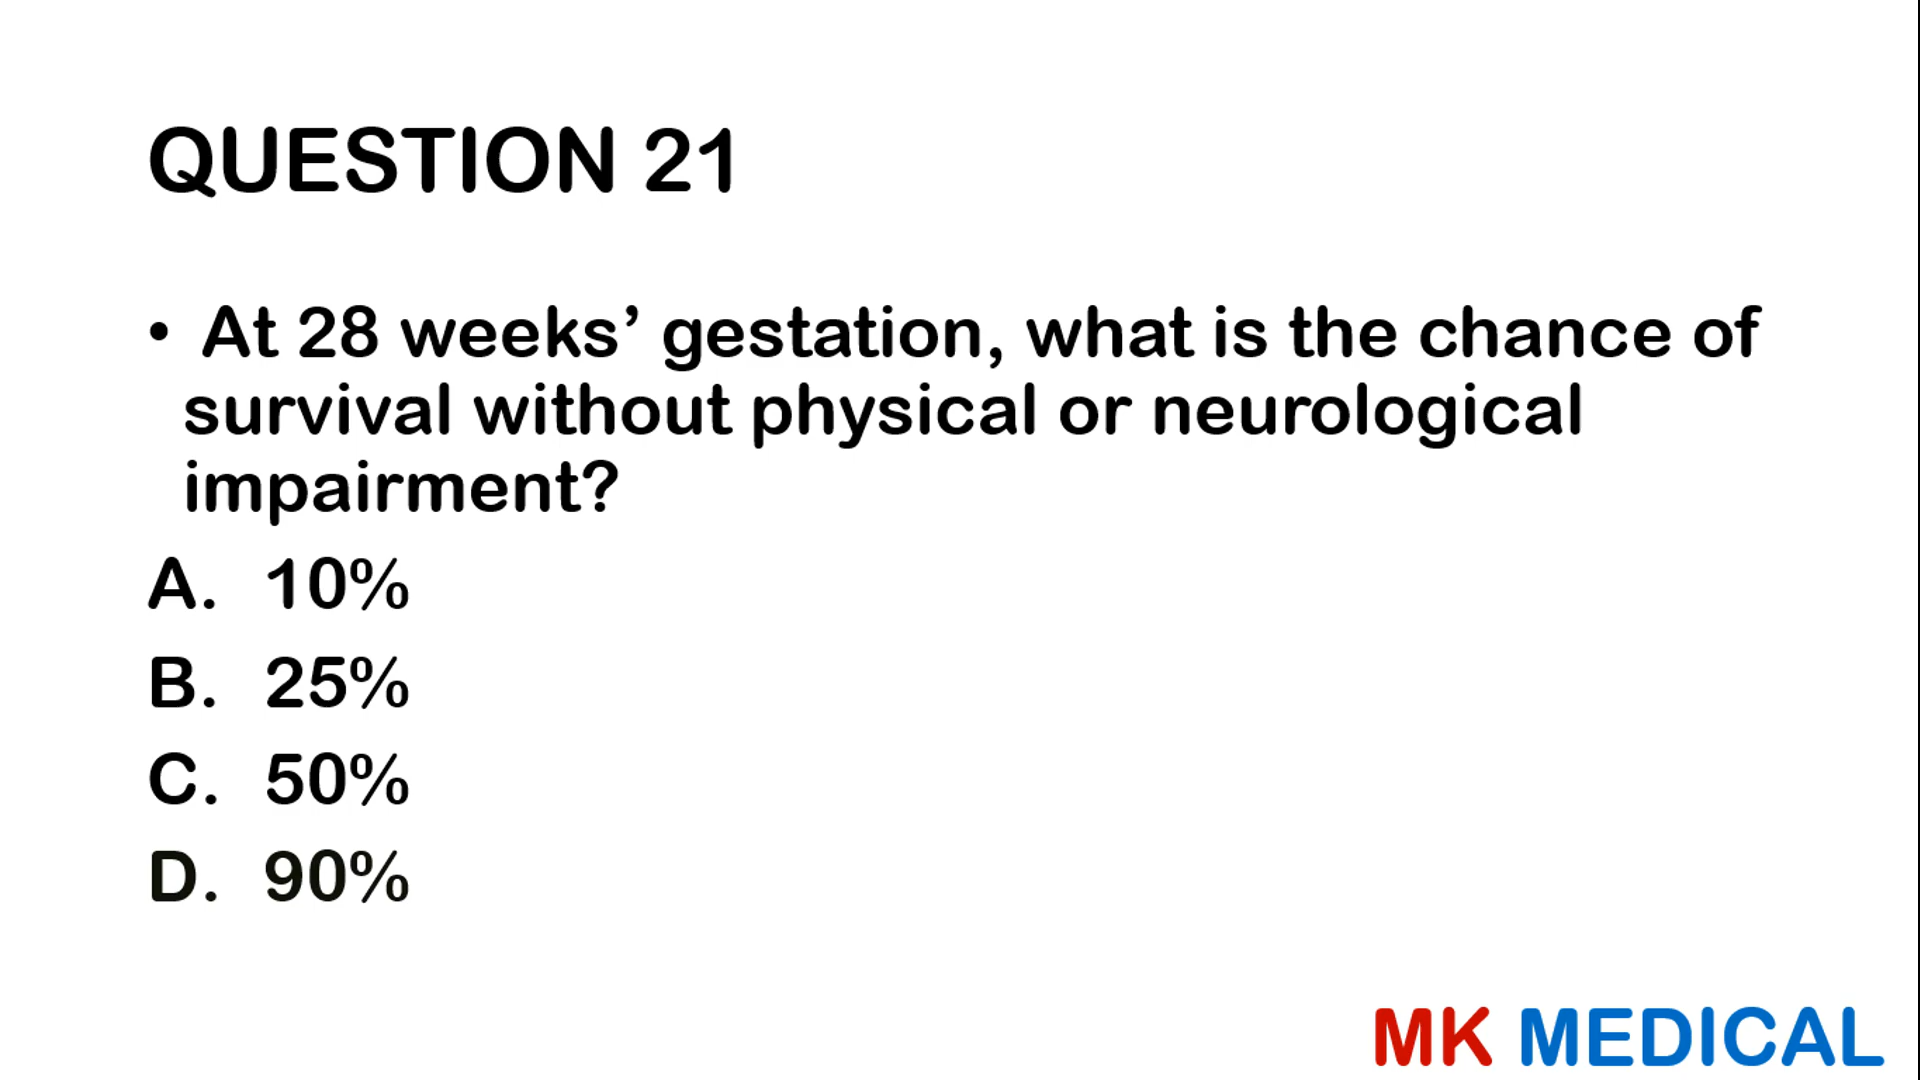 QUESTION 21
• At 28 weeks’ gestation, what is the chance of
survival without physical or neurological
impairment?
A. 10%
B. 25%
C. 50%
D. 90%
MK MEDICAL